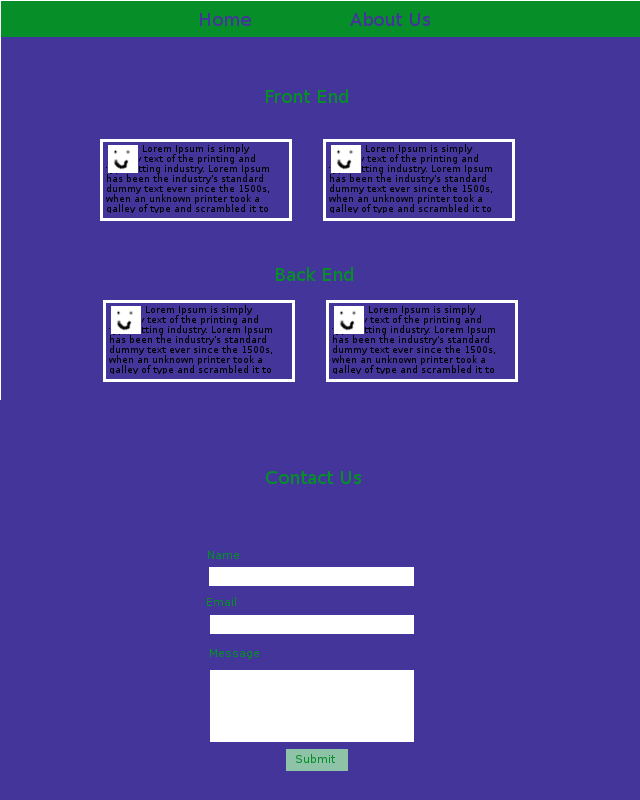 Home About Us
Front End
Lorem Ipsum is simply
text of the printing and
tting industry. Lorem Ipsum
has been the industry's standard
dummy text ever since the 1500s,
when an unknown printer took a
galley of type and scrambled it to
Lorem Ipsum is simply
text of the printing and
tting industry. Lorem Ipsum
has been the industry's standard
dummy text ever since the 1500s,
when an unknown printer took a
galley of type and scrambled it to
Back End
Lorem Ipsum is simply
text of the printing and
tting industry. Lorem Ipsum
has been the industry's standard
dummy text ever since the 1500s,
when an unknown printer took a
galley of type and scrambled it to
Lorem Ipsum is simply
text of the printing and
tting industry. Lorem Ipsum
has been the industry's standard
dummy text ever since the 1500s,
when an unknown printer took a
galley of type and scrambled it to
Contact Us
Name
Email
Message
Submit